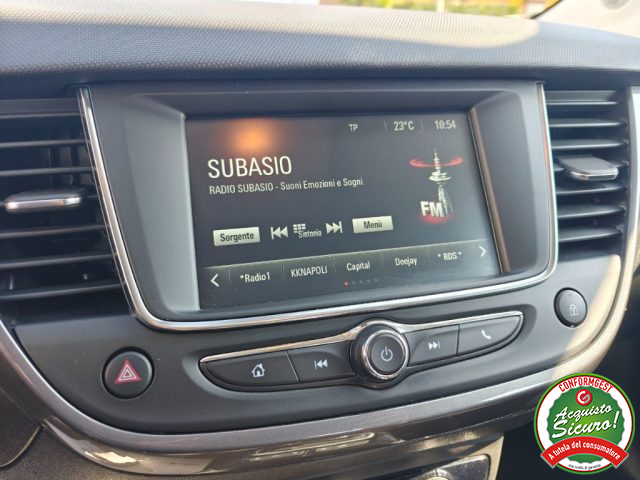 TP 23°C 10:54
SUBASIO
RADIO SUBASIO - Suoni Emozioni e Sogni.
FM
Sorgente Sintonia Menù
*Radio1 KKNAPOLI Capital Deejay *RDS*
CONFORMGEST
Acquisto
Sicuro!
A tutela del consumatore